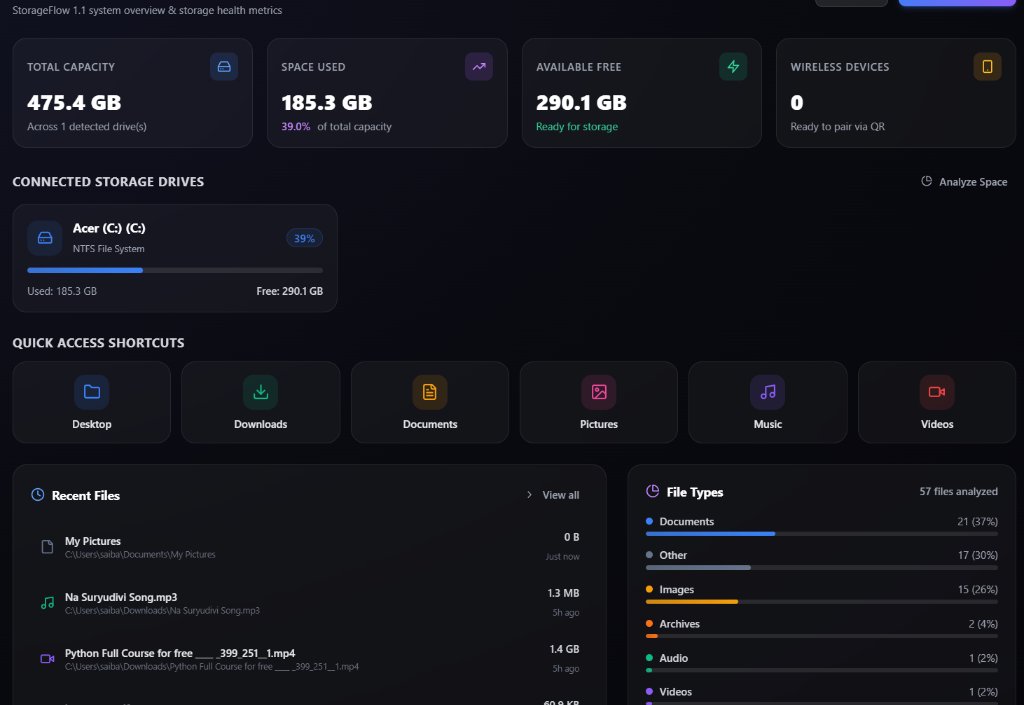 StorageFlow 1.1 system overview & storage health metrics
TOTAL CAPACITY
475.4 GB
Across 1 detected drive(s)
SPACE USED
185.3 GB
39.0% of total capacity
AVAILABLE FREE
290.1 GB
Ready for storage
WIRELESS DEVICES
0
Ready to pair via QR
CONNECTED STORAGE DRIVES
Analyze Space
Acer (C:) (C:)
NTFS File System
39%
Used: 185.3 GB
Free: 290.1 GB
QUICK ACCESS SHORTCUTS
Desktop
Downloads
Documents
Pictures
Music
Videos
Recent Files
View all
My Pictures
C:\Users\saiba\Documents\My Pictures
0 B
Just now
Na Suryudivi Song.mp3
C:\Users\saiba\Downloads\Na Suryudivi Song.mp3
1.3 MB
5h ago
Python Full Course for free ____ _399_251__1.mp4
C:\Users\saiba\Downloads\Python Full Course for free ____ _399_251__1.mp4
1.4 GB
5h ago
60.9 KB
File Types
57 files analyzed
Documents
21 (37%)
Other
17 (30%)
Images
15 (26%)
Archives
2 (4%)
Audio
1 (2%)
Videos
1 (2%)